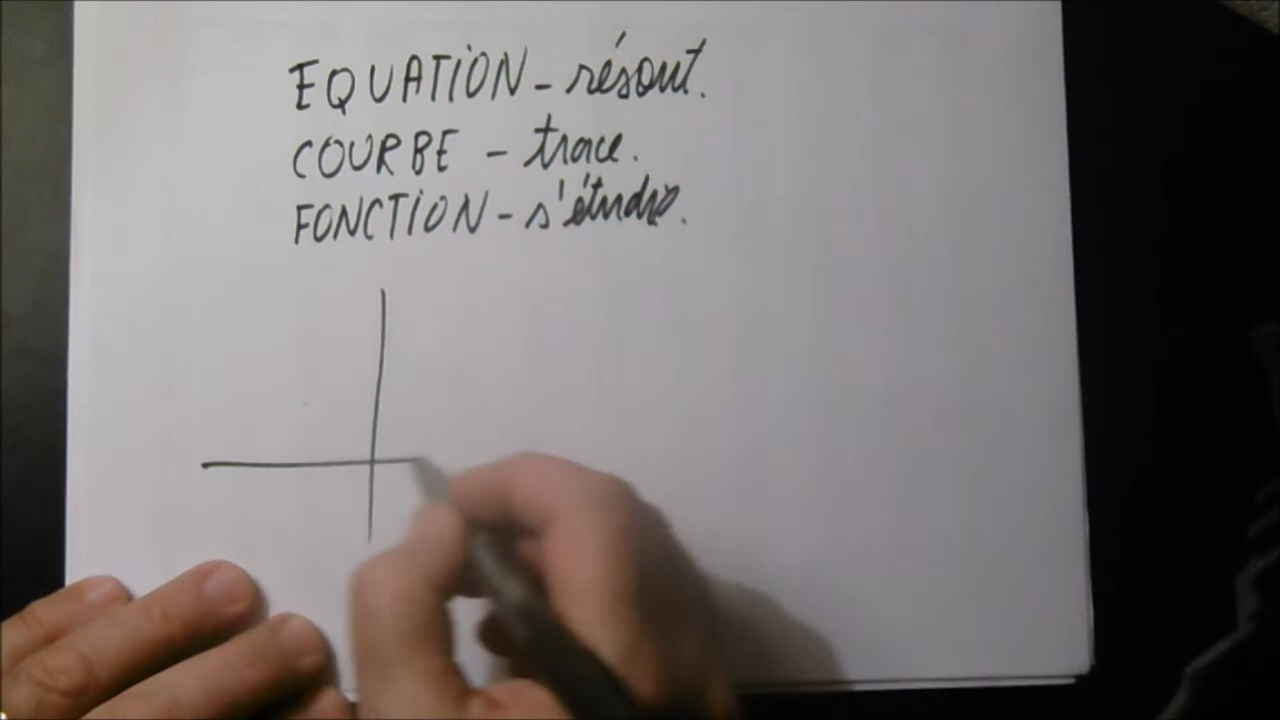 EQUATION - résout.
COURBE - trace.
FONCTION - s'étudie.